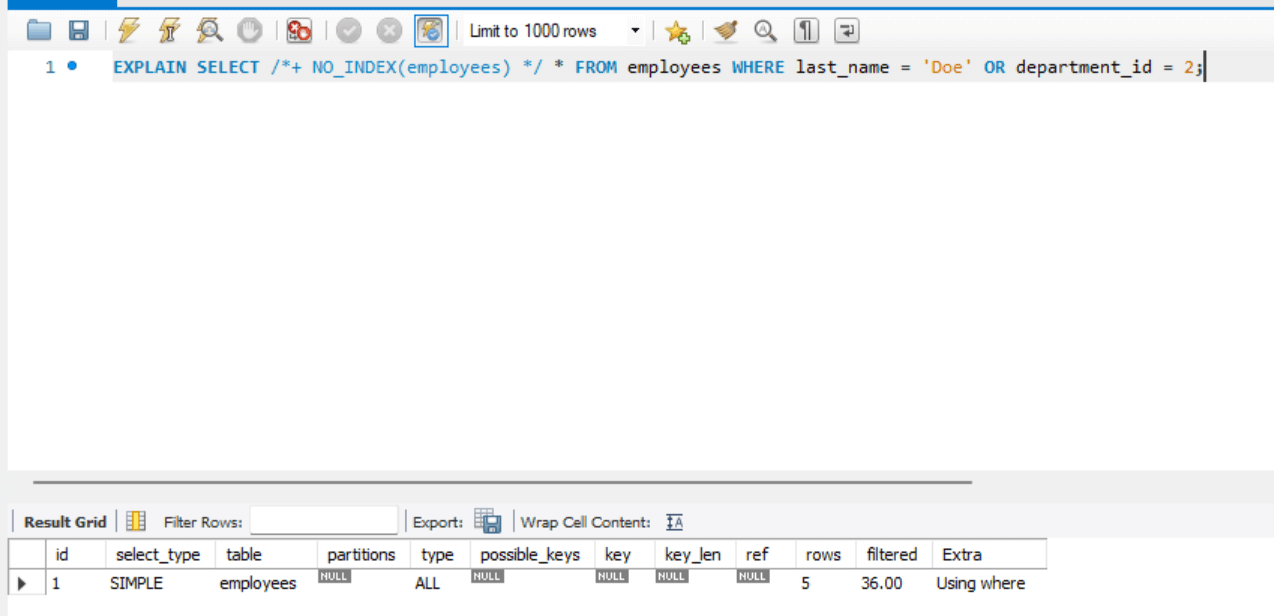 Limit to 1000 rows
1 EXPLAIN SELECT /*+ NO_INDEX(employees) */ * FROM employees WHERE last_name = 'Doe' OR department_id = 2;
Result Grid Filter Rows: Export: Wrap Cell Content: IA
id select_type table partitions type possible_keys key key_len ref rows filtered Extra
1 SIMPLE employees NULL ALL NULL NULL NULL NULL 5 36.00 Using where